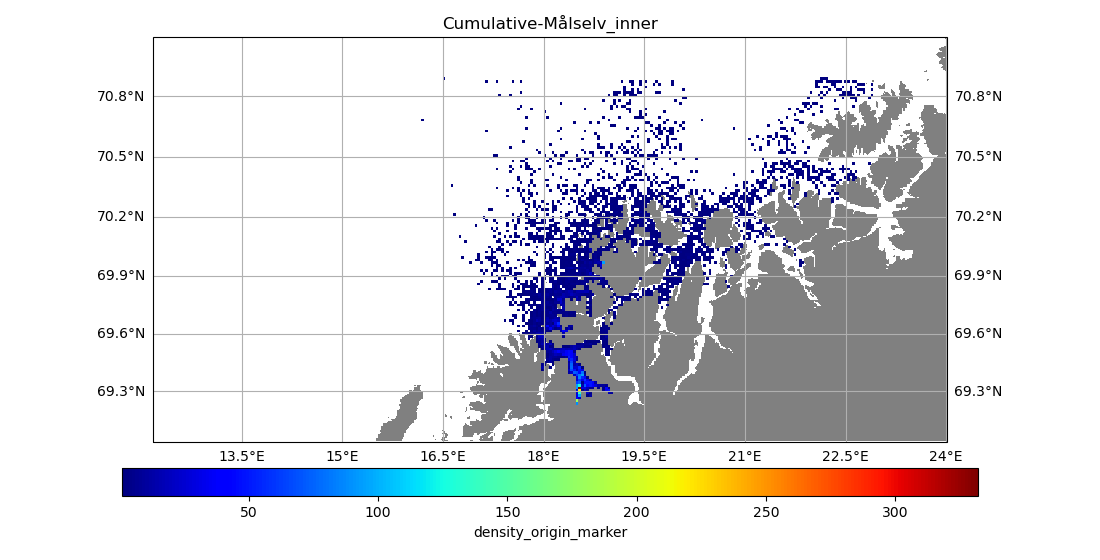 Cumulative-Målselv_inner
70.8°N 70.8°N
70.5°N 70.5°N
70.2°N 70.2°N
69.9°N 69.9°N
69.6°N 69.6°N
69.3°N 69.3°N
13.5°E 15°E 16.5°E 18°E 19.5°E 21°E 22.5°E 24°E
50 100 150 200 250 300
density_origin_marker